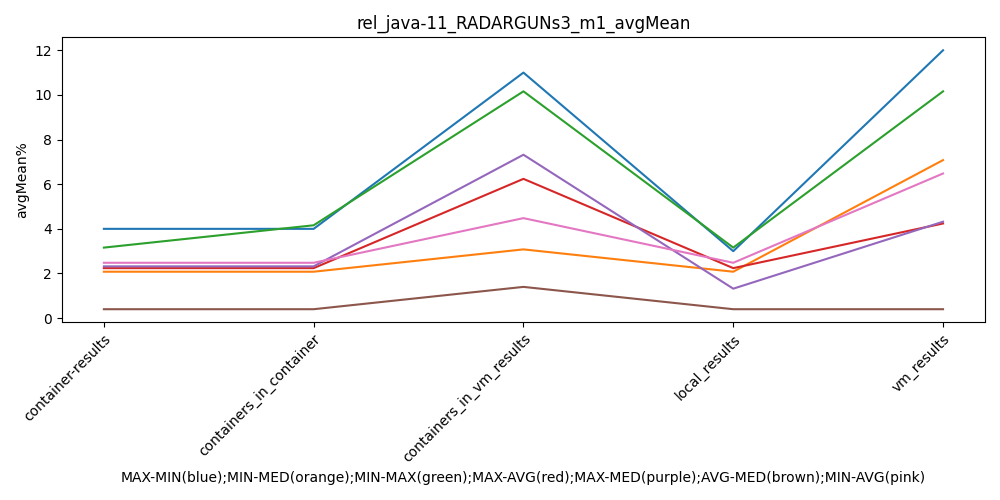 rel_java-11_RADARGUNs3_m1_avgMean
avgMean%
12
10
8
6
4
2
0
container-results
containers_in_container
containers_in_vm_results
local_results
vm_results
MAX-MIN(blue);MIN-MED(orange);MIN-MAX(green);MAX-AVG(red);MAX-MED(purple);AVG-MED(brown);MIN-AVG(pink)